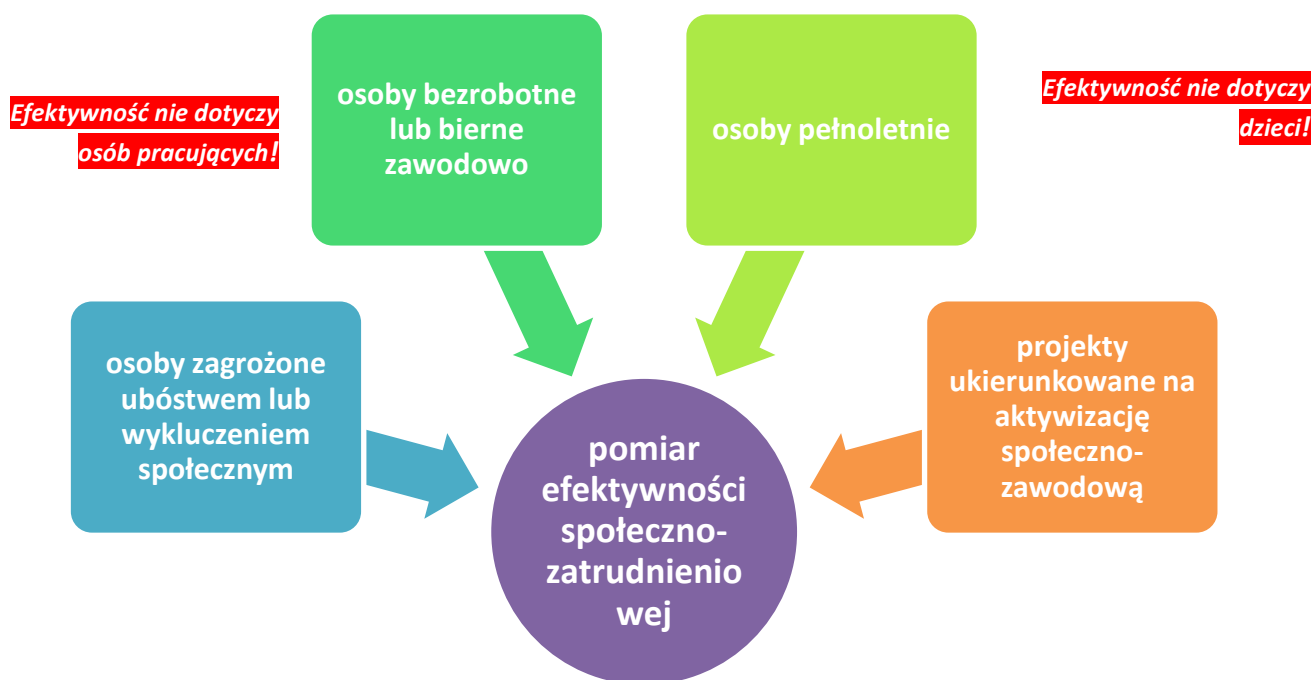 Efektywność nie dotyczy
osób pracujących!
osoby bezrobotne
lub bierne
zawodowo
osoby pełnoletnie
Efektywność nie dotyczy
dzieci!
osoby zagrożone
ubóstwem lub
wykluczeniem
społecznym
projekty
ukierunkowane na
aktywizację
społeczno-
zawodową
pomiar
efektywności
społeczno-
zatrudnienio
wej